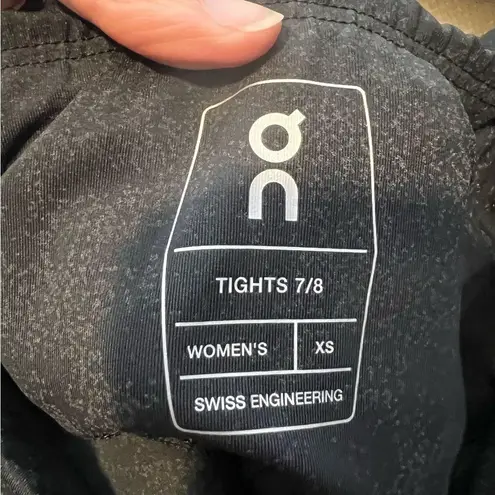 On
TIGHTS 7/8
WOMEN'S XS
SWISS ENGINEERING